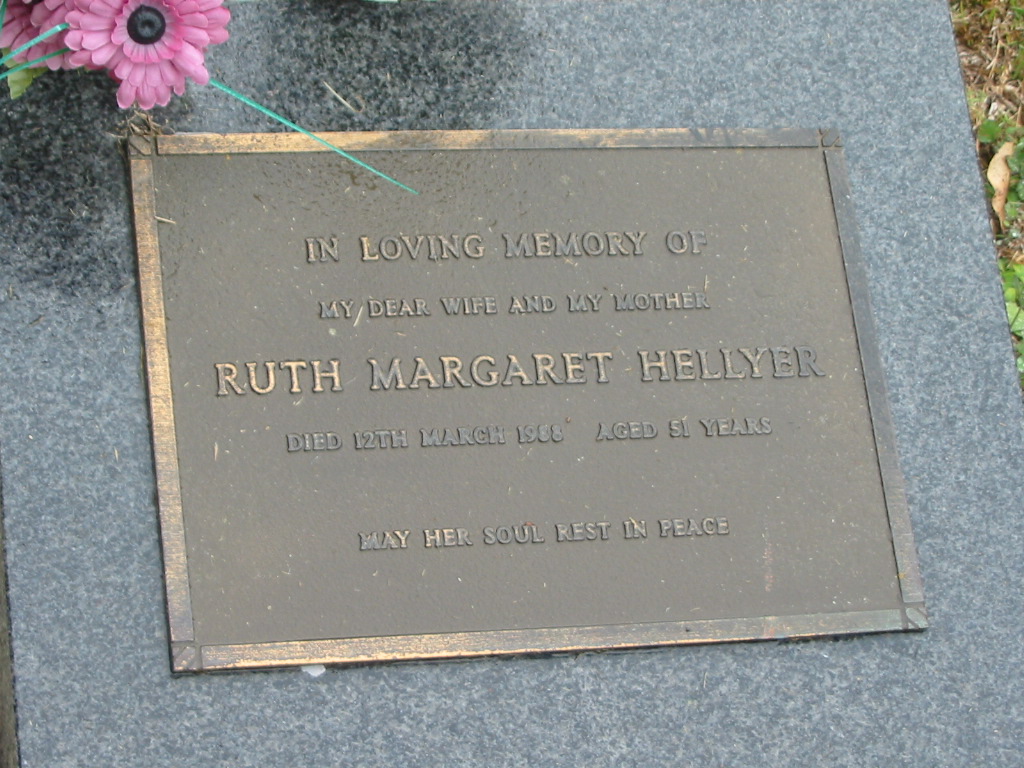 IN LOVING MEMORY OF
MY DEAR WIFE AND MY MOTHER
RUTH MARGARET HELLYER
DIED 12TH MARCH 1988 AGED 51 YEARS
MAY HER SOUL REST IN PEACE